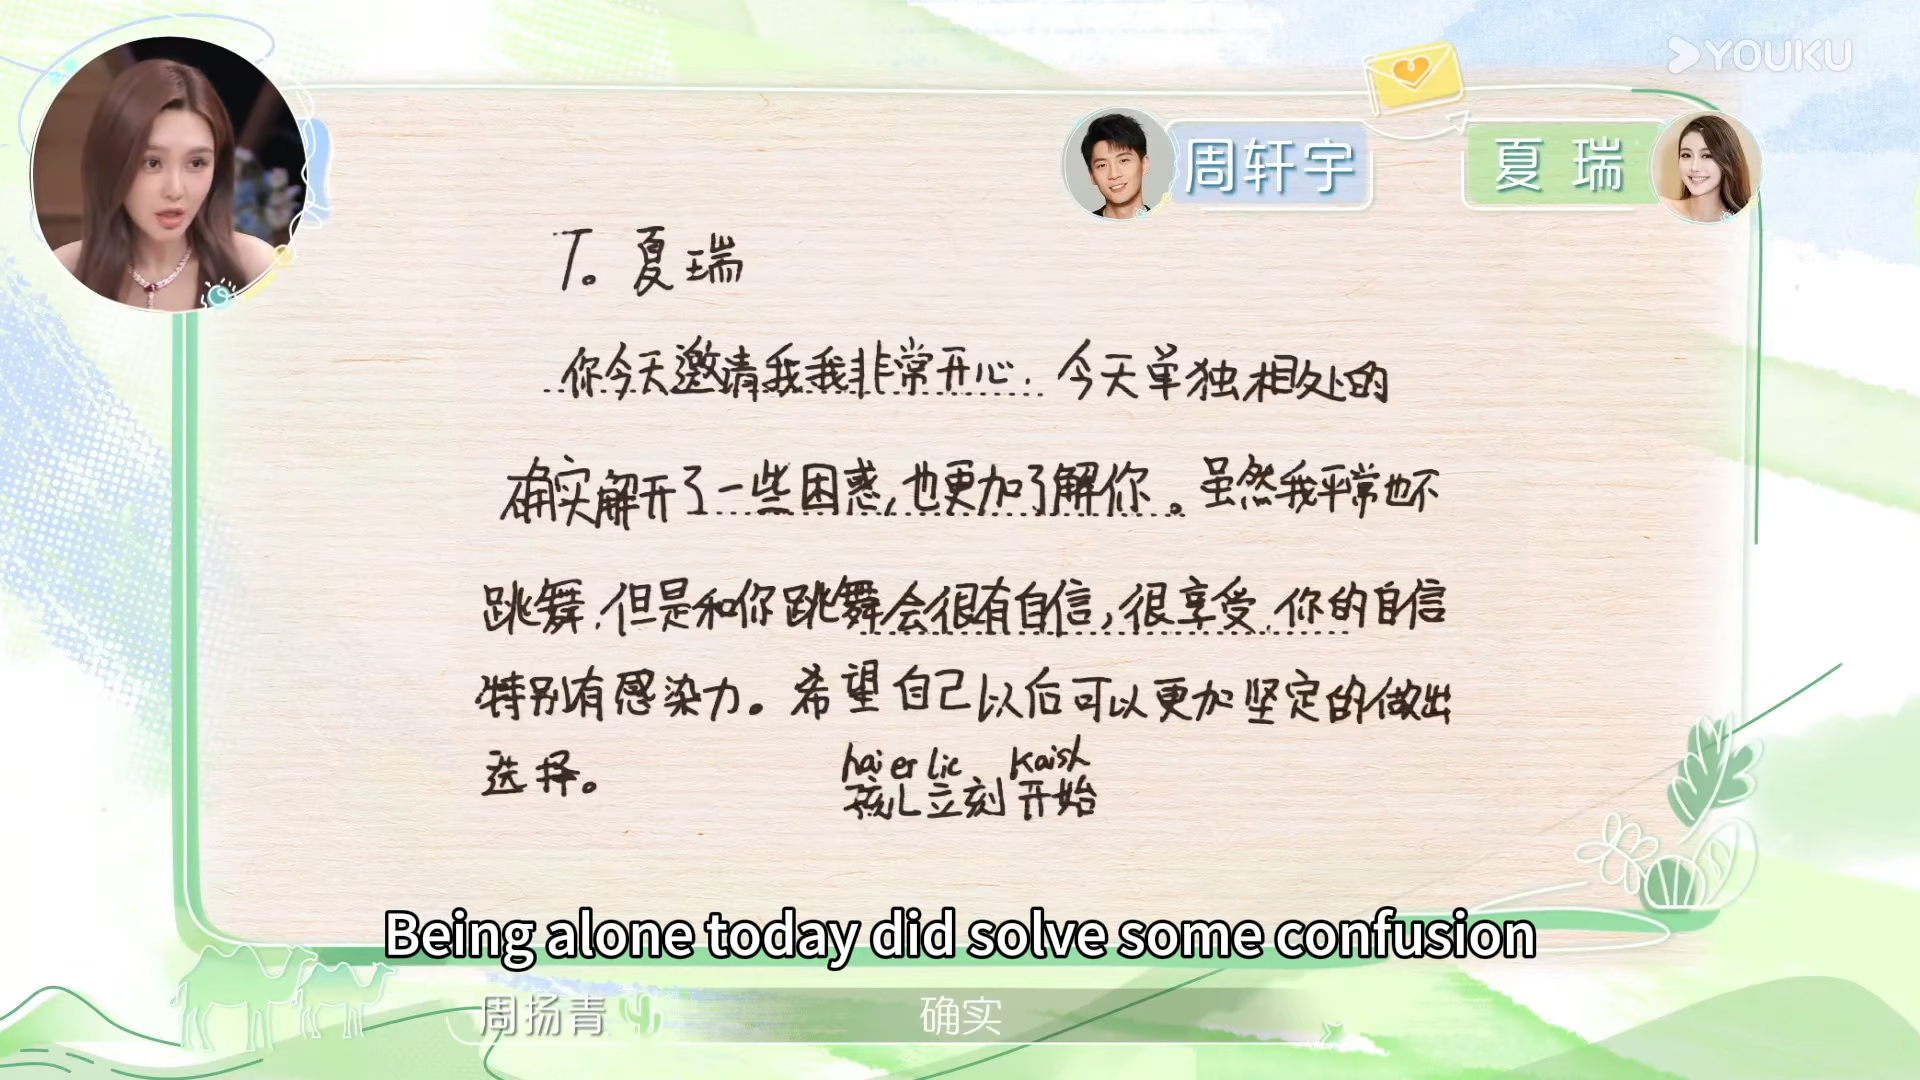 YOUKU
周轩宇
夏瑞
To 夏瑞
你今天邀请我我非常开心. 今天单独相处的
确实解开了一些困惑,也更加了解你。虽然我平常也不
跳舞,但是和你跳舞会很有自信,很享受,你的自信
特别有感染力。希望自己以后可以更加坚定的做出
选择。
hai er lie kaish
孩儿立刻开始
Being alone today did solve some confusion
周扬青
确实